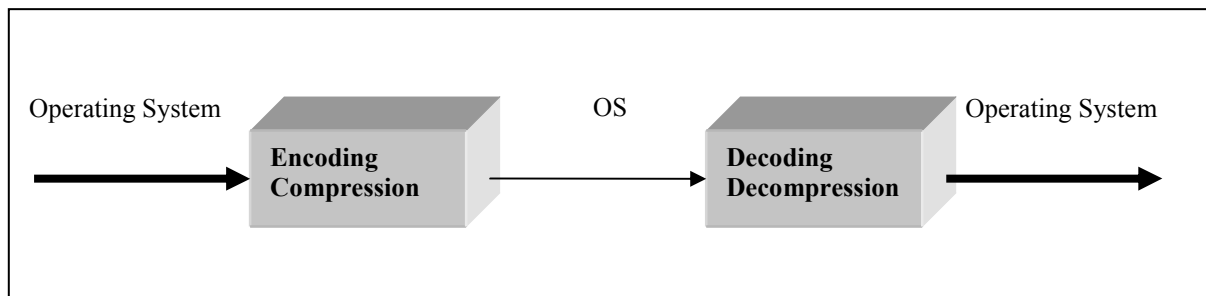 Operating System
OS
Operating System
Encoding
Compression
Decoding
Decompression